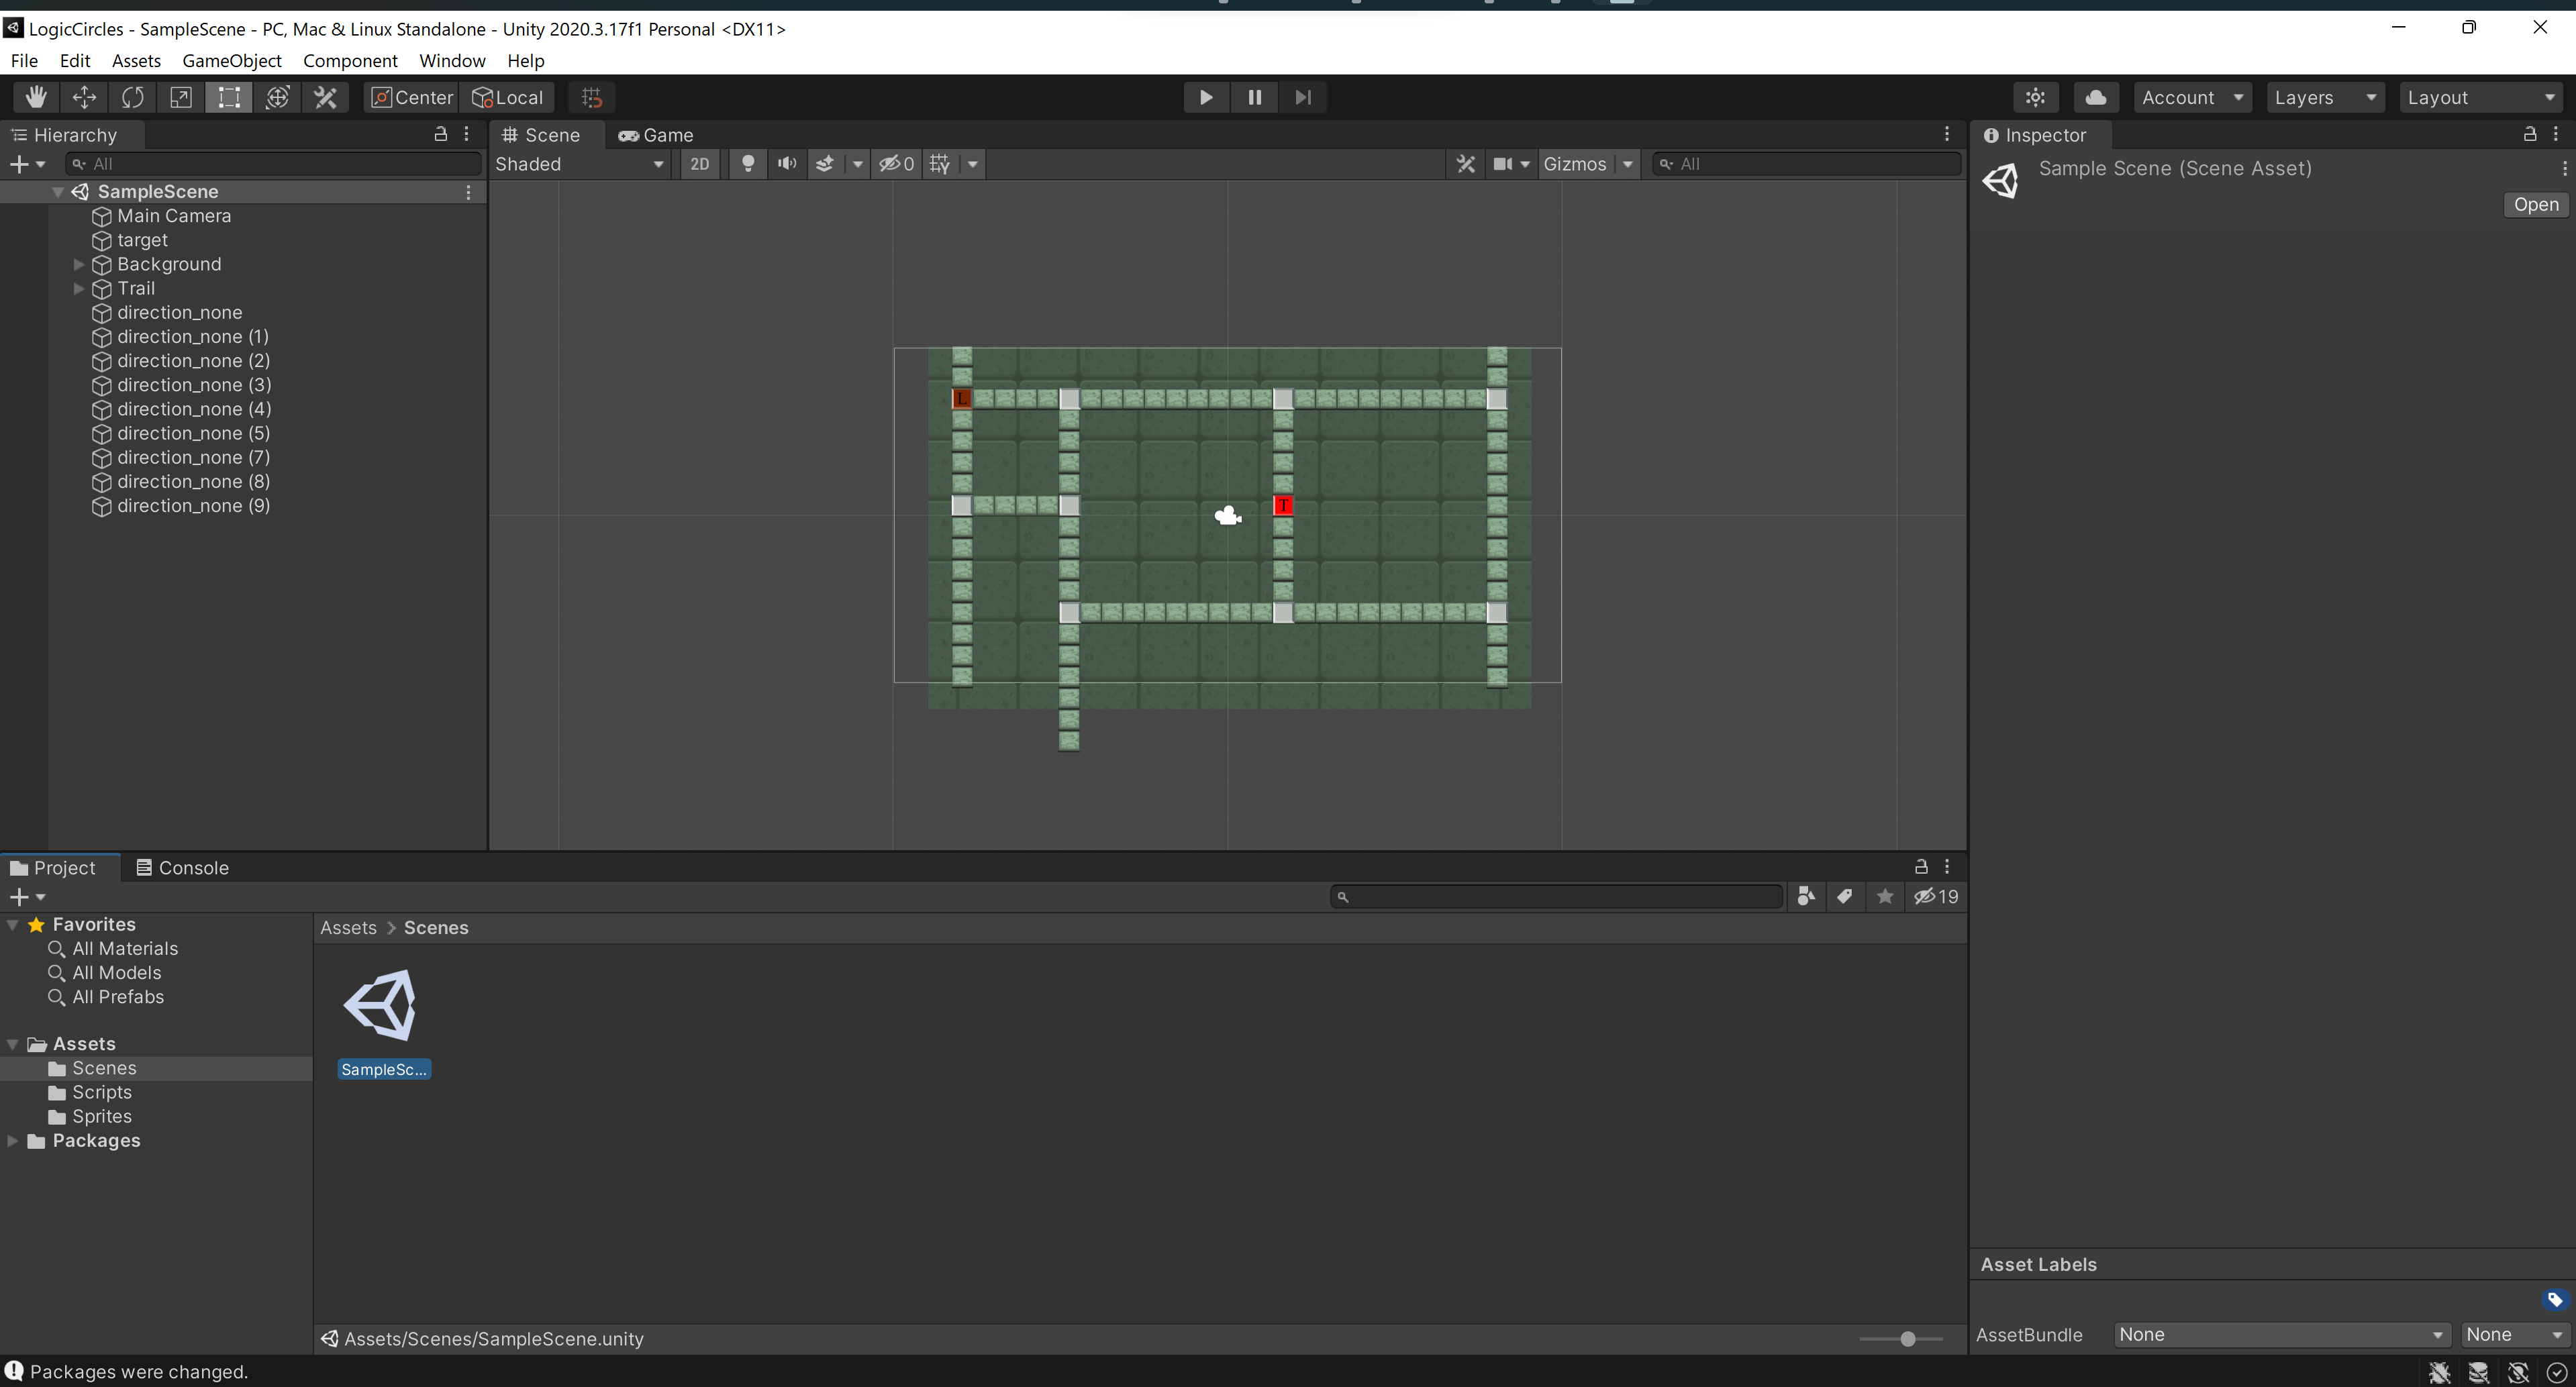 LogicCircles - SampleScene - PC, Mac & Linux Standalone - Unity 2020.3.17f1 Personal <DX11>
File Edit Assets GameObject Component Window Help
Center Local Account Layers Layout
Hierarchy
All
SampleScene
Main Camera
target
Background
Trail
direction_none
direction_none (1)
direction_none (2)
direction_none (3)
direction_none (4)
direction_none (5)
direction_none (7)
direction_none (8)
direction_none (9)
Scene Game
Shaded 2D 0 Gizmos All
L
T
Inspector
Sample Scene (Scene Asset)
Open
Project Console
19
Favorites
All Materials
All Models
All Prefabs
Assets
Scenes
Scripts
Sprites
Packages
Assets > Scenes
SampleSc...
Assets/Scenes/SampleScene.unity
Asset Labels
AssetBundle None None
Packages were changed.